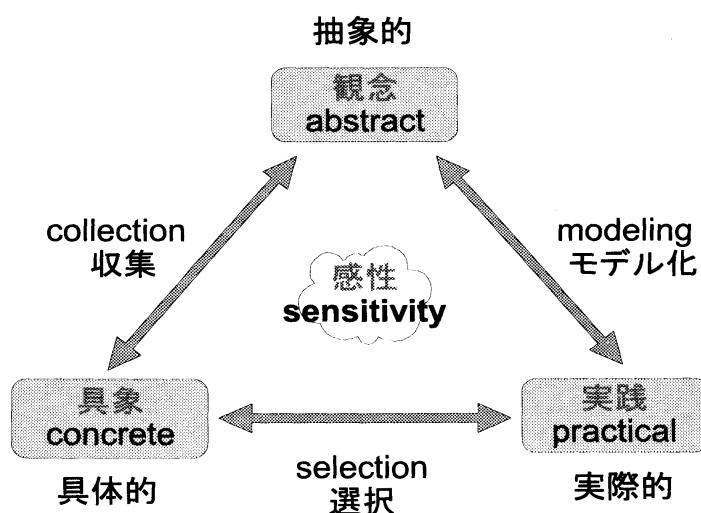 抽象的
観念
abstract
collection
収集
modeling
モデル化
感性
sensitivity
具象
concrete
具体的
selection
選択
実践
practical
実際的